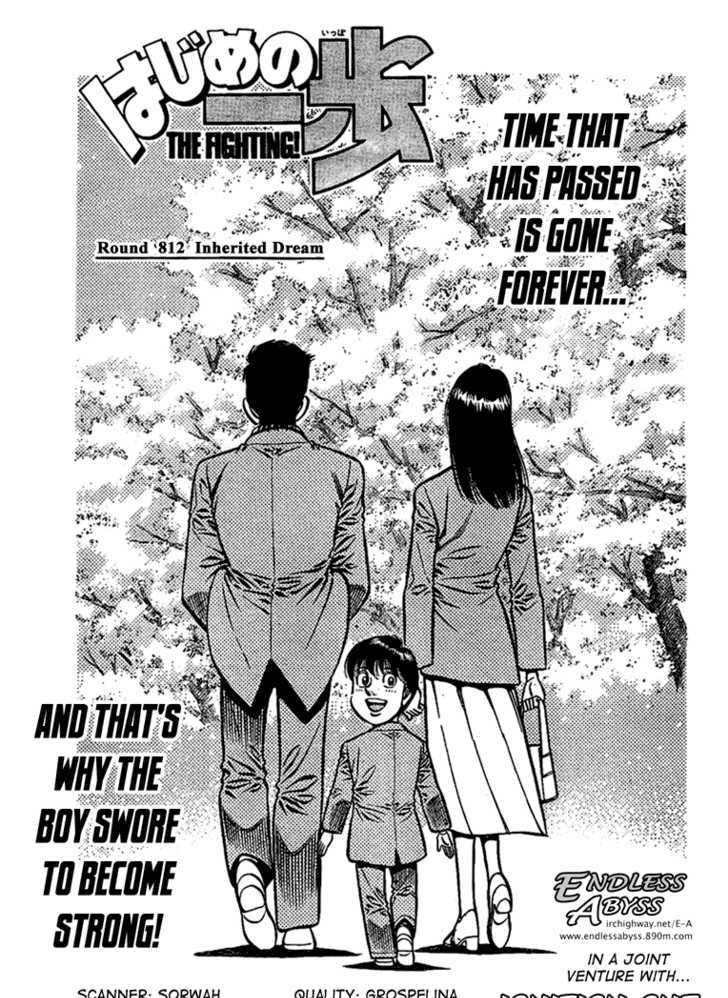 いっぽ
はじめの一歩
THE FIGHTING!
TIME THAT
HAS PASSED
IS GONE
FOREVER...
Round '812' Inherited Dream
AND THAT'S
WHY THE
BOY SWORE
TO BECOME
STRONG!
ENDLESS
ABYSS
irchighway.net/E-A
www.endlessabyss.890m.com
IN A JOINT
VENTURE WITH...
SCANNER: SORWAH
QUALITY: GROSPELINA